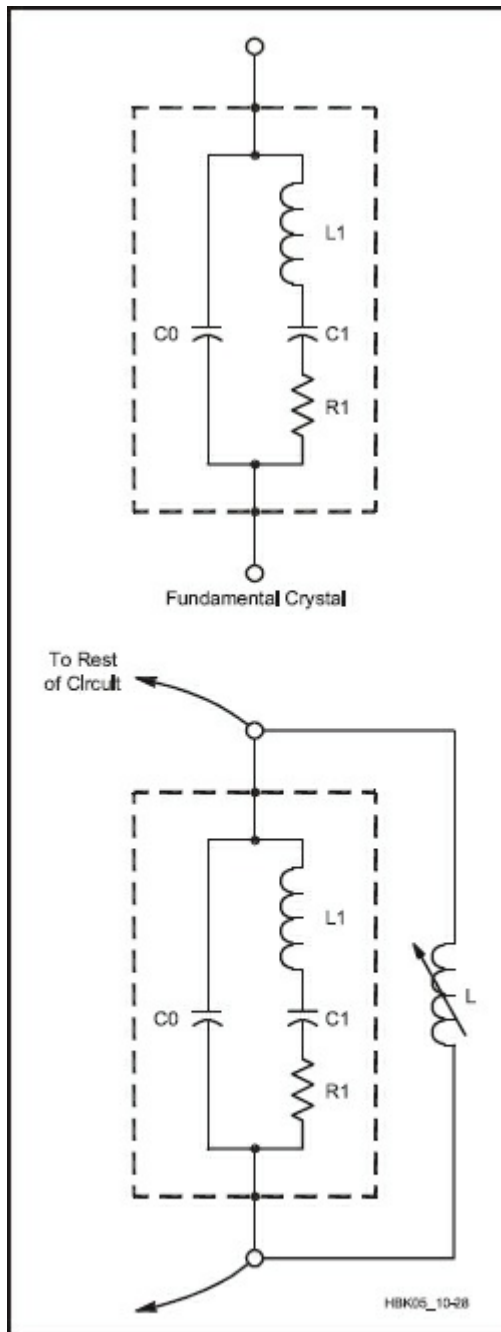 L1
C0
C1
R1
Fundamental Crystal
To Rest
of Circuit
L1
L
C0
C1
R1
HBK05_10-28